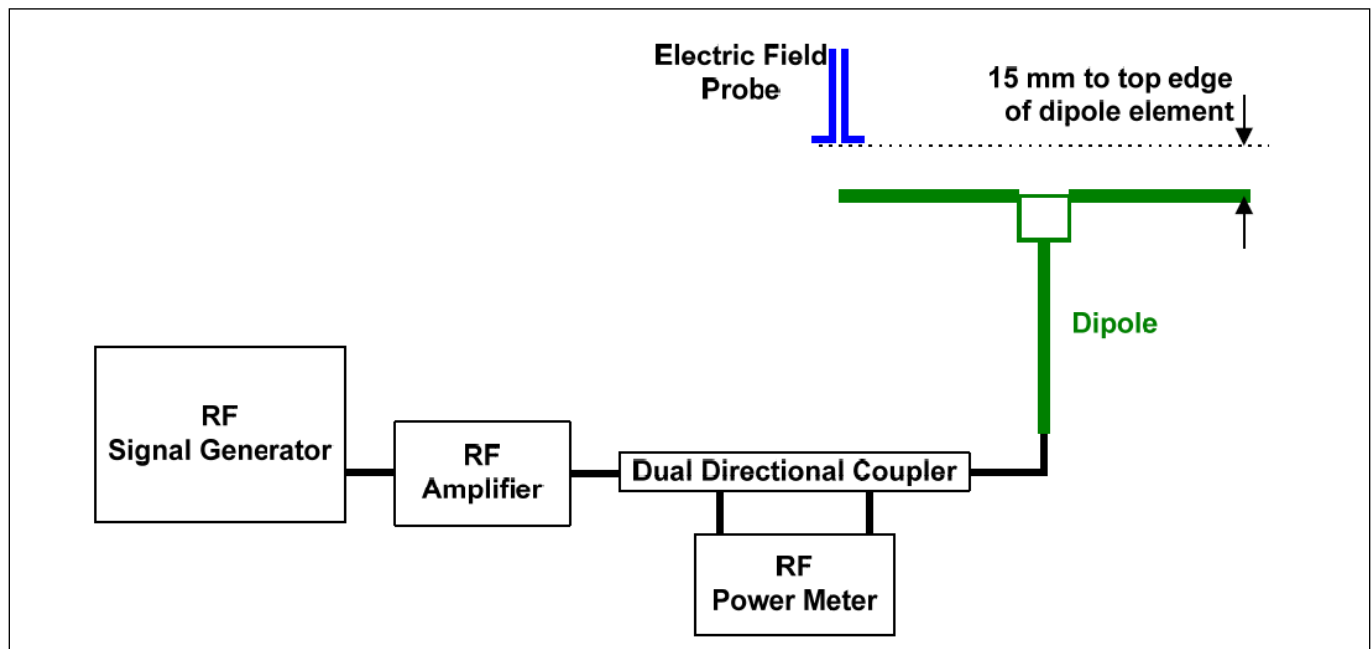 Electric Field
Probe
15 mm to top edge
of dipole element
Dipole
RF
Signal Generator
RF
Amplifier
Dual Directional Coupler
RF
Power Meter